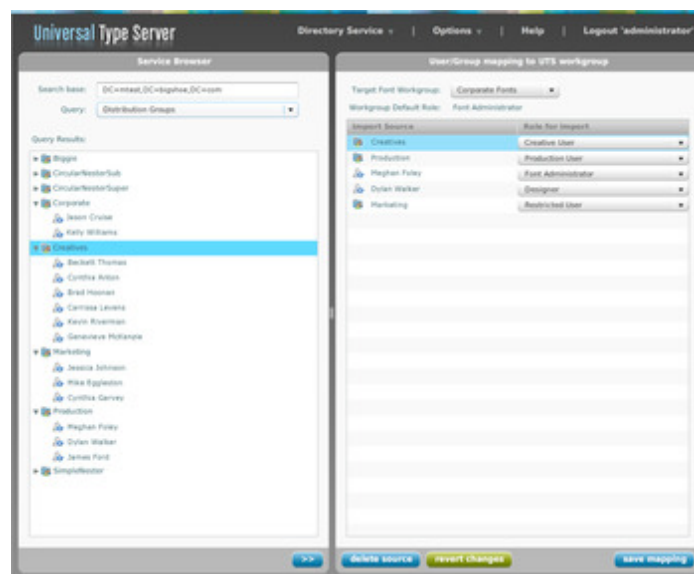 Universal Type Server
Directory Service | Options | Help | Logout 'administrator'
Service Browser
Search base: DC=mtest,DC=bigshoe,DC=com
Query: Distribution Groups
Query Results:
Biggie
CircularNesterSub
CircularNesterSuper
Corporate
Jason Cruise
Kelly Williams
Creatives
Beckett Thomas
Cynthia Anton
Brad Hoonan
Carrissa Levens
Kevin Riverman
Genevieve McKenzie
Marketing
Jessica Johnson
Mike Eggleston
Cynthia Garvey
Production
Meghan Foley
Dylan Walker
James Ford
SimpleNester
>>
User/Group mapping to UTS workgroup
Target Font Workgroup: Corporate Fonts
Workgroup Default Role: Font Administrator
Import Source Role for import
Creatives Creative User
Production Production User
Meghan Foley Font Administrator
Dylan Walker Designer
Marketing Restricted User
delete source revert changes save mapping